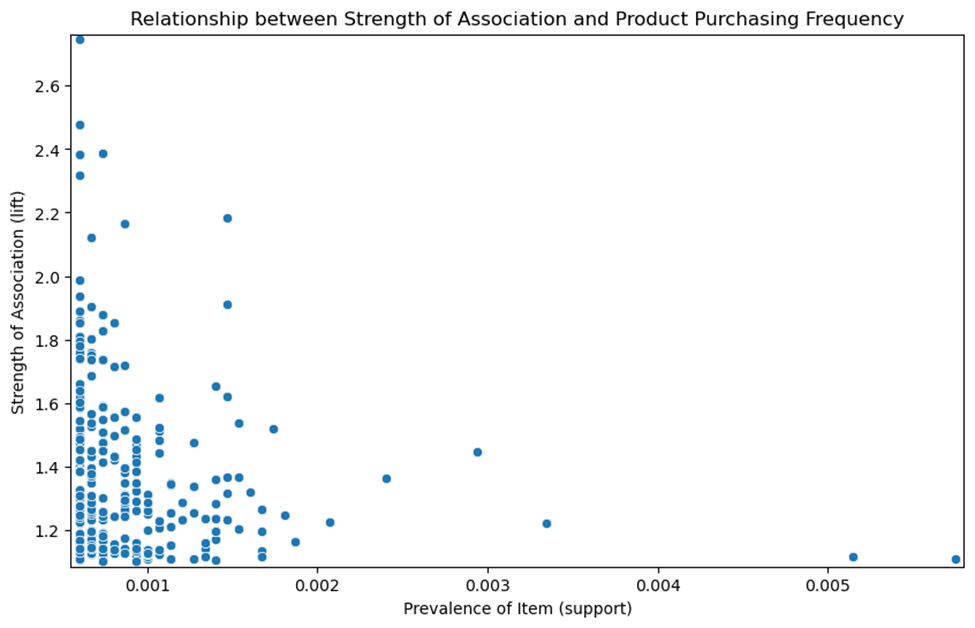 Relationship between Strength of Association and Product Purchasing Frequency
2.6
2.4
2.2
2.0
1.8
1.6
1.4
1.2
Strength of Association (lift)
0.001 0.002 0.003 0.004 0.005
Prevalence of Item (support)